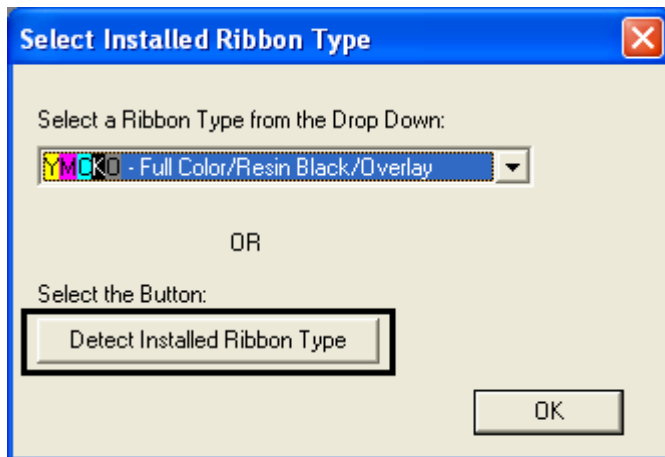 Select Installed Ribbon Type
Select a Ribbon Type from the Drop Down:
YMCKO - Full Color/Resin Black/Overlay
OR
Select the Button:
Detect Installed Ribbon Type
OK